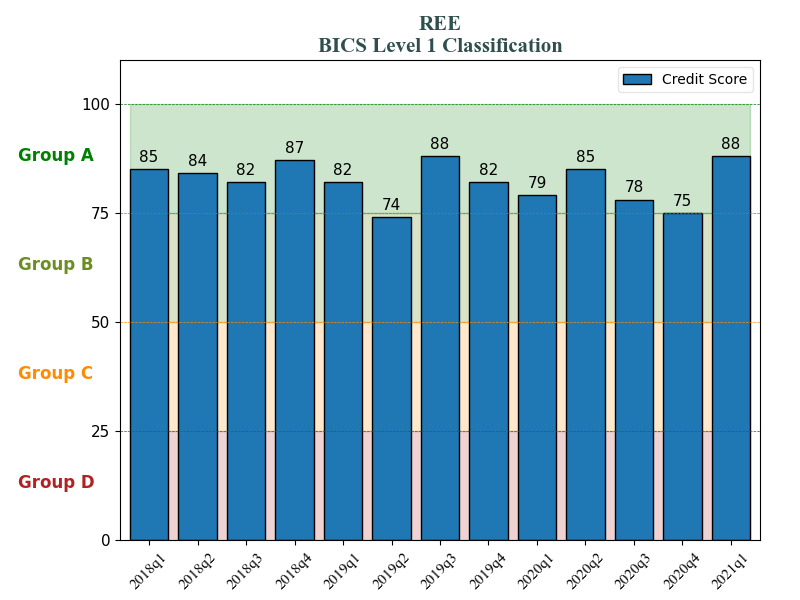 REE
BICS Level 1 Classification
Credit Score
100
Group A
75
Group B
50
Group C
25
Group D
0
85
84
82
87
82
74
88
82
79
85
78
75
88
2018q1
2018q2
2018q3
2018q4
2019q1
2019q2
2019q3
2019q4
2020q1
2020q2
2020q3
2020q4
2021q1